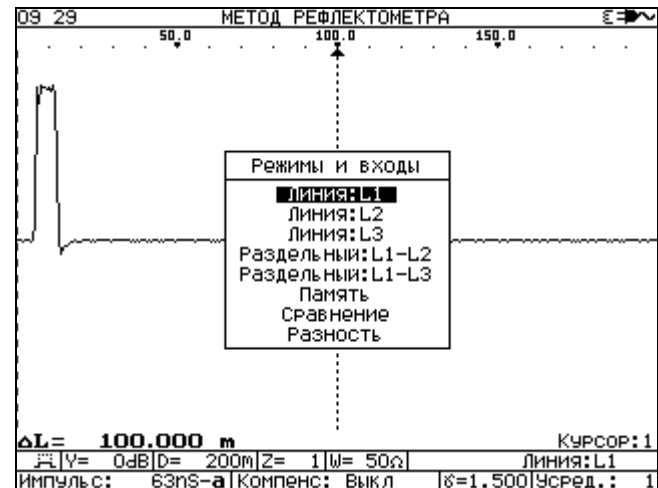 09 29 МЕТОД РЕФЛЕКТОМЕТРА
50.0 100.0 150.0
Режимы и входы
Линия:L1
Линия:L2
Линия:L3
Раздельный:L1-L2
Раздельный:L1-L3
Память
Сравнение
Разность
ΔL= 100.000 m Курсор:1
Y= 0dB D= 200m Z= 1 W= 50Ω Линия:L1
Импульс: 63nS-a Компенс: Выкл ४=1.500 Усред.: 1